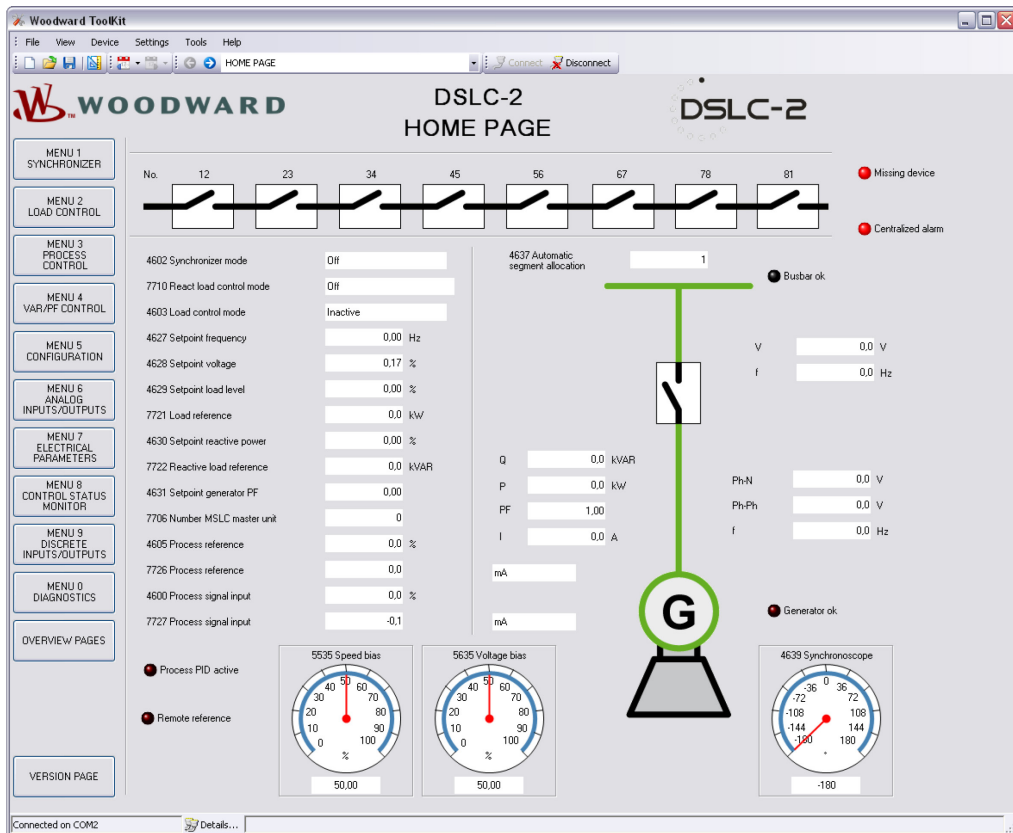 Woodward ToolKit
File View Device Settings Tools Help
HOME PAGE Connect Disconnect
WOODWARD
DSLC-2
HOME PAGE
DSLC-2
MENU 1
SYNCHRONIZER
MENU 2
LOAD CONTROL
MENU 3
PROCESS
CONTROL
MENU 4
VAR/PF CONTROL
MENU 5
CONFIGURATION
MENU 6
ANALOG
INPUTS/OUTPUTS
MENU 7
ELECTRICAL
PARAMETERS
MENU 8
CONTROL STATUS
MONITOR
MENU 9
DISCRETE
INPUTS/OUTPUTS
MENU 0
DIAGNOSTICS
OVERVIEW PAGES
VERSION PAGE
No. 12 23 34 45 56 67 78 81
Missing device
Centralized alarm
4602 Synchronizer mode Off
7710 React load control mode Off
4603 Load control mode Inactive
4627 Setpoint frequency 0,00 Hz
4628 Setpoint voltage 0,17 %
4629 Setpoint load level 0,00 %
7721 Load reference 0,0 kW
4630 Setpoint reactive power 0,00 %
7722 Reactive load reference 0,0 kVAR
4631 Setpoint generator PF 0,00
7706 Number MSLC master unit 0
4605 Process reference 0,0 %
7726 Process reference 0,0 mA
4600 Process signal input 0,0 %
7727 Process signal input -0,1 mA
4637 Automatic
segment allocation 1
Busbar ok
V 0,0 V
f 0,0 Hz
Q 0,0 kVAR
P 0,0 kW
PF 1,00
I 0,0 A
Ph-N 0,0 V
Ph-Ph 0,0 V
f 0,0 Hz
G
Generator ok
Process PID active
Remote reference
5535 Speed bias
0 10 20 30 40 50 60 70 80 90 100
%
50,00
5635 Voltage bias
0 10 20 30 40 50 60 70 80 90 100
%
50,00
4639 Synchronoscope
-180 -144 -108 -72 -36 0 36 72 108 144 180
°
-180
Connected on COM2 Details...